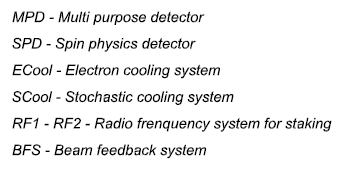 MPD - Multi purpose detector
SPD - Spin physics detector
ECool - Electron cooling system
SCool - Stochastic cooling system
RF1 - RF2 - Radio frenquency system for staking
BFS - Beam feedback system